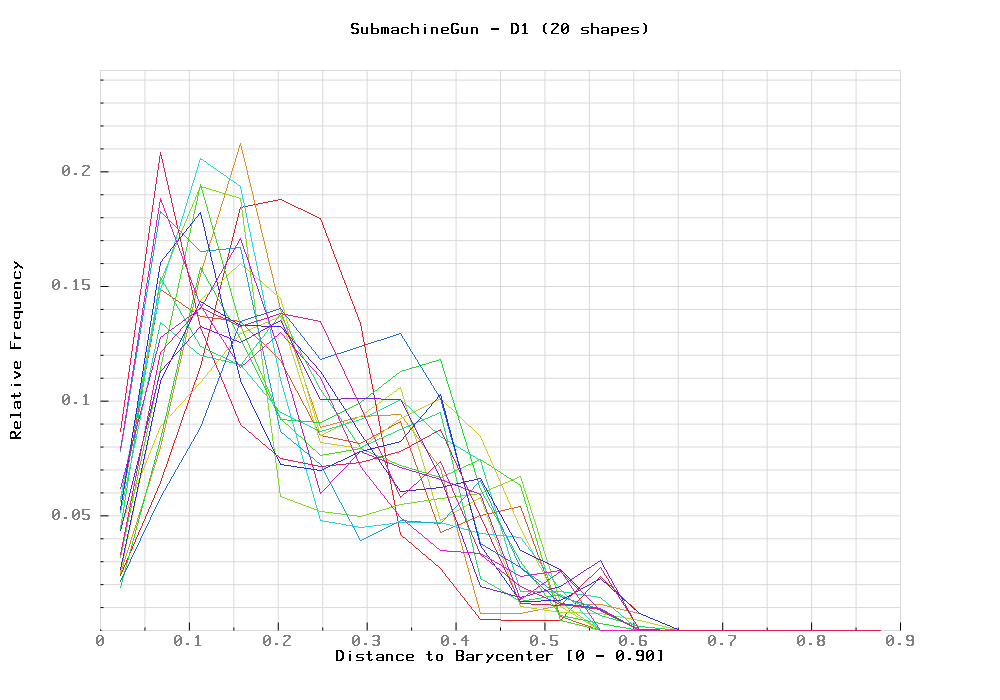 SubmachineGun - D1 (20 shapes)
Relative Frequency
0.2
0.15
0.1
0.05
0 0.1 0.2 0.3 0.4 0.5 0.6 0.7 0.8 0.9
Distance to Barycenter [0 - 0.90]